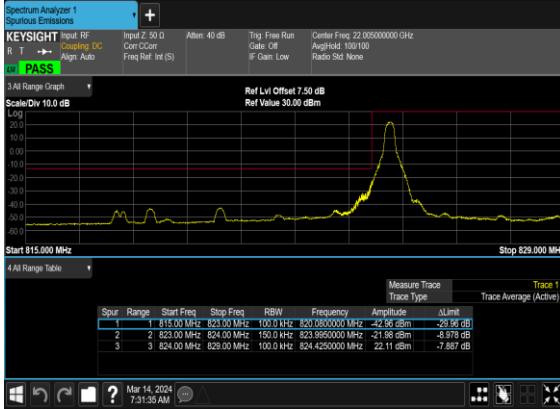 Spectrum Analyzer 1
Spurious Emissions
KEYSIGHT Input: RF Input Z: 50 Ω Atten: 40 dB Trig: Free Run Center Freq: 22.005000000 GHz
R T Coupling: DC Corr CCorr Gate: Off Avg|Hold: 100/100
Align: Auto Freq Ref: Int (S) IF Gain: Low Radio Std: None
PASS
3 All Range Graph
Ref Lvl Offset 7.50 dB
Scale/Div 10.0 dB Ref Value 30.00 dBm
Log
20.0
10.0
0.00
-10.0
-20.0
-30.0
-40.0
-50.0
-60.0
Start 815.000 MHz Stop 829.000 MH
4 All Range Table
Measure Trace Trace 1
Trace Type Trace Average (Active)
Spur Range Start Freq Stop Freq RBW Frequency Amplitude ΔLimit
1 1 815.00 MHz 823.00 MHz 100.0 kHz 820.0800000 MHz -42.96 dBm -29.96 dB
2 2 823.00 MHz 824.00 MHz 150.0 kHz 823.9950000 MHz -21.98 dBm -8.978 dB
3 3 824.00 MHz 829.00 MHz 100.0 kHz 824.4250000 MHz 22.11 dBm -7.887 dB
Mar 14, 2024
7:31:35 AM